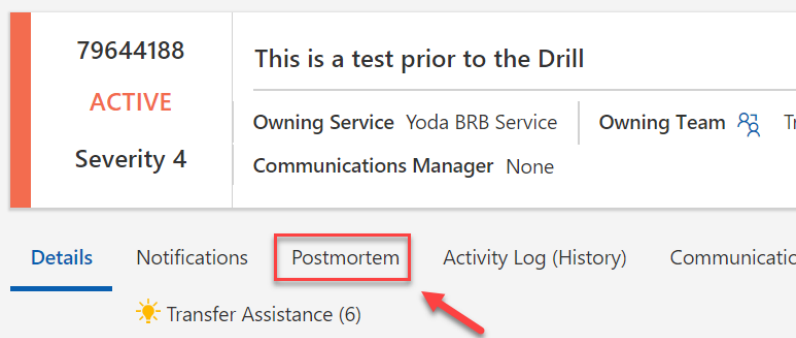 79644188
ACTIVE
Severity 4
This is a test prior to the Drill
Owning Service Yoda BRB Service
Owning Team
Communications Manager None
Details Notifications Postmortem Activity Log (History)
Transfer Assistance (6)